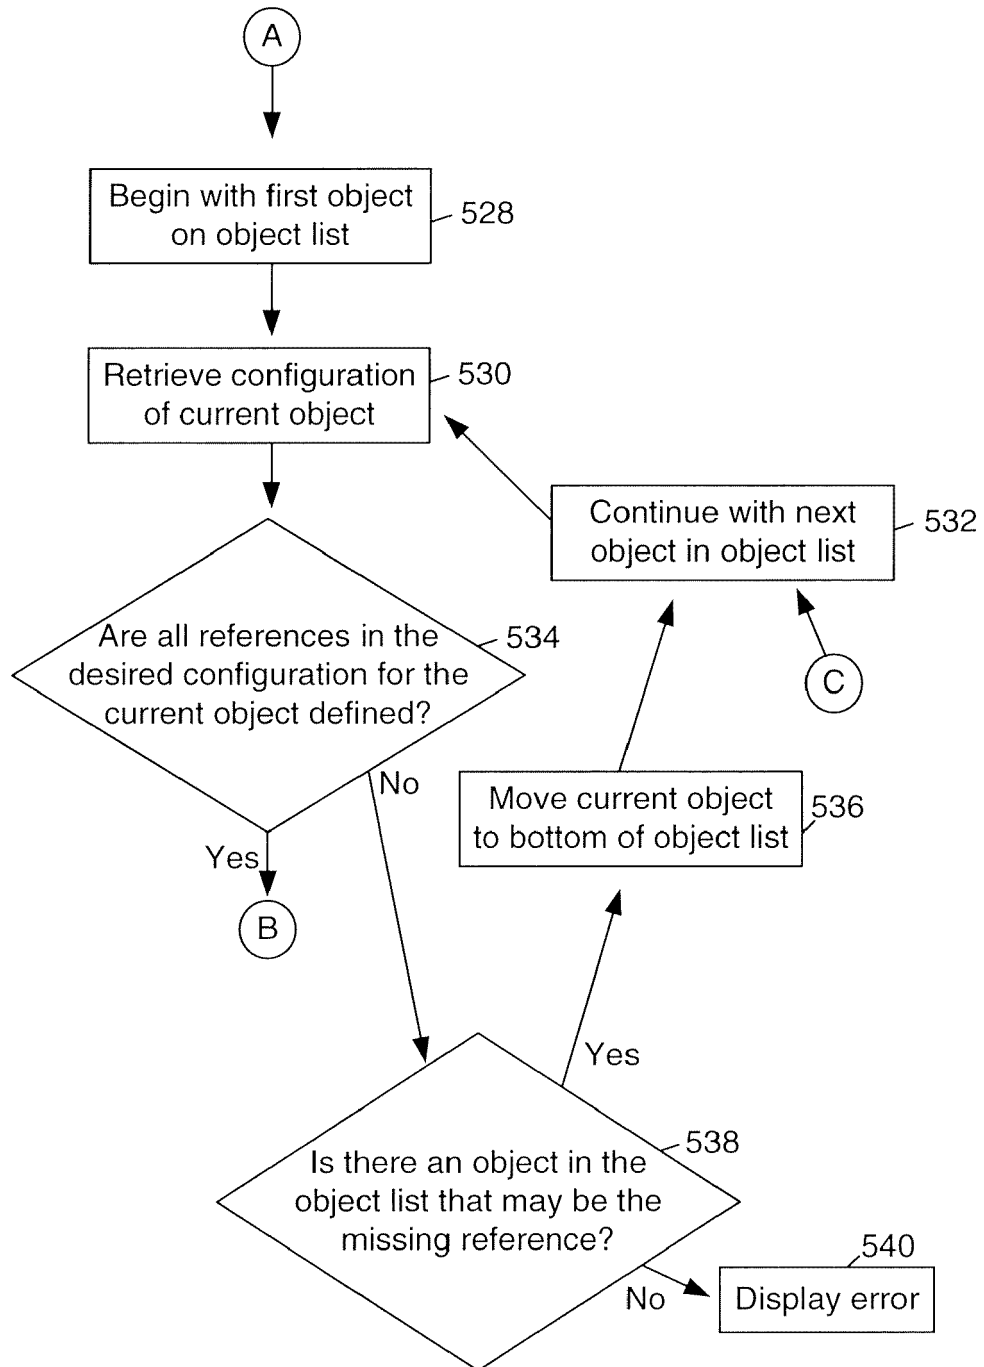 A
Begin with first object
on object list
528
Retrieve configuration
of current object
530
Continue with next
object in object list
532
Are all references in the
desired configuration for the
current object defined?
534
C
No
Move current object
to bottom of object list
536
Yes
B
Yes
538
Is there an object in the
object list that may be the
missing reference?
540
No
Display error